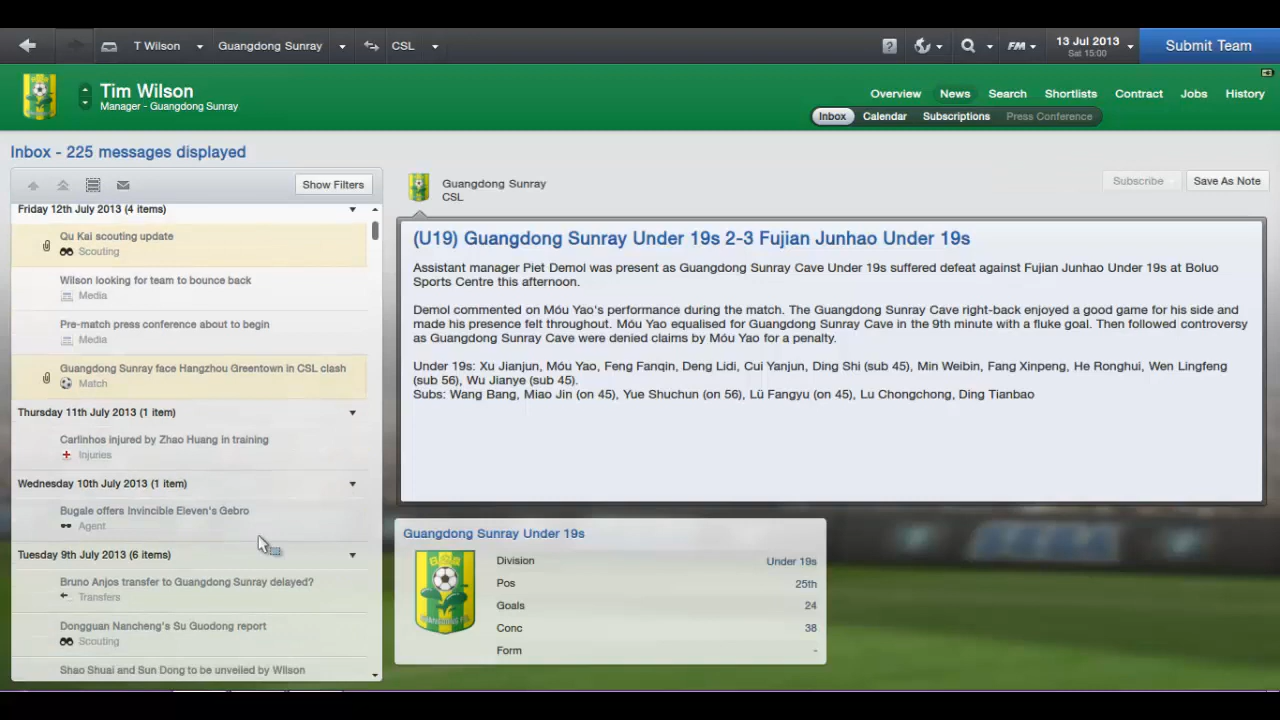 T Wilson Guangdong Sunray CSL FM 13 Jul 2013 Submit Team
Sat 15:00
Tim Wilson
Manager - Guangdong Sunray
Overview News Search Shortlists Contract Jobs History
Inbox Calendar Subscriptions Press Conference
Inbox - 225 messages displayed
Show Filters
Friday 12th July 2013 (4 items)
Qu Kai scouting update
Scouting
Wilson looking for team to bounce back
Media
Pre-match press conference about to begin
Media
Guangdong Sunray face Hangzhou Greentown in CSL clash
Match
Thursday 11th July 2013 (1 item)
Carlinhos injured by Zhao Huang in training
Injuries
Wednesday 10th July 2013 (1 item)
Bugale offers Invincible Eleven's Gebro
Agent
Tuesday 9th July 2013 (6 items)
Bruno Anjos transfer to Guangdong Sunray delayed?
Transfers
Dongguan Nancheng's Su Guodong report
Scouting
Shao Shuai and Sun Dong to be unveiled by Wilson
Guangdong Sunray
CSL
Subscribe Save As Note
(U19) Guangdong Sunray Under 19s 2-3 Fujian Junhao Under 19s
Assistant manager Piet Demol was present as Guangdong Sunray Cave Under 19s suffered defeat against Fujian Junhao Under 19s at Boluo
Sports Centre this afternoon.
Demol commented on Móu Yao's performance during the match. The Guangdong Sunray Cave right-back enjoyed a good game for his side and
made his presence felt throughout. Móu Yao equalised for Guangdong Sunray Cave in the 9th minute with a fluke goal. Then followed controversy
as Guangdong Sunray Cave were denied claims by Móu Yao for a penalty.
Under 19s: Xu Jianjun, Móu Yao, Feng Fanqin, Deng Lidi, Cui Yanjun, Ding Shi (sub 45), Min Weibin, Fang Xinpeng, He Ronghui, Wen Lingfeng
(sub 56), Wu Jianye (sub 45).
Subs: Wang Bang, Miao Jin (on 45), Yue Shuchun (on 56), Lü Fangyu (on 45), Lu Chongchong, Ding Tianbao
Guangdong Sunray Under 19s
Division Under 19s
Pos 25th
Goals 24
Conc 38
Form -